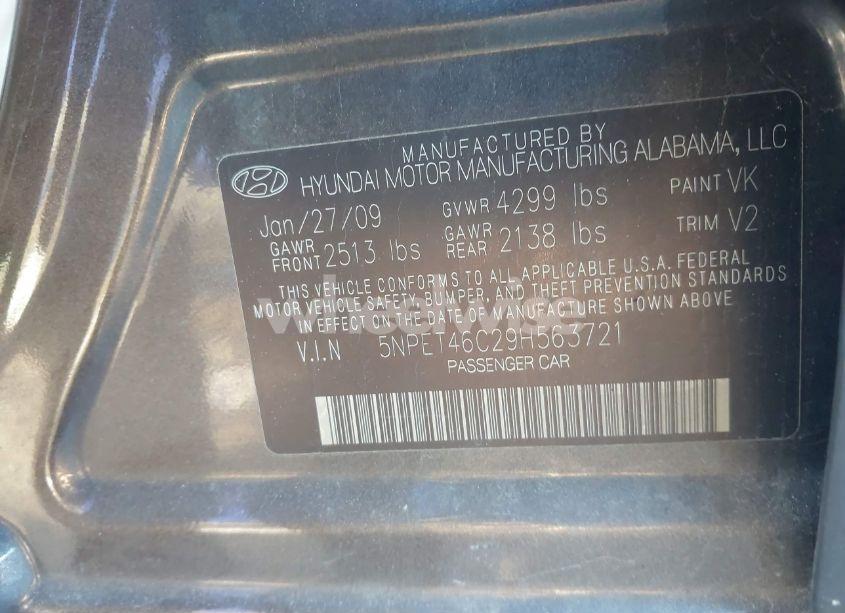 MANUFACTURED BY
HYUNDAI MOTOR MANUFACTURING ALABAMA, LLC
Jan/27/09 GVWR 4299 lbs PAINT VK
GAWR FRONT 2513 lbs GAWR REAR 2138 lbs TRIM V2
THIS VEHICLE CONFORMS TO ALL APPLICABLE U.S.A. FEDERAL
MOTOR VEHICLE SAFETY, BUMPER, AND THEFT PREVENTION STANDARDS
IN EFFECT ON THE DATE OF MANUFACTURE SHOWN ABOVE
V.I.N 5NPET46C29H563721
PASSENGER CAR
wheelwise